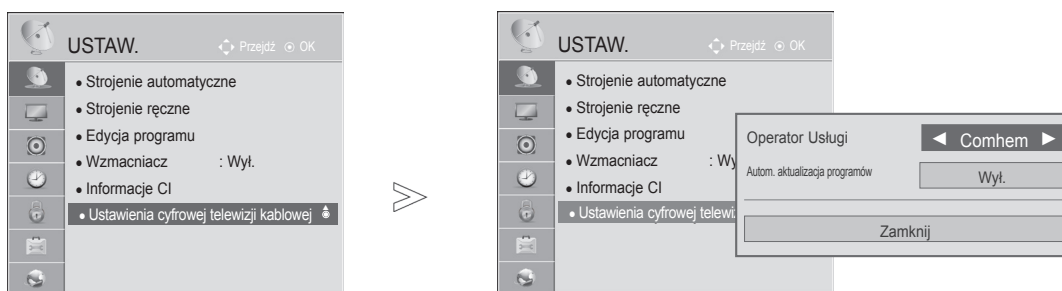 USTAW.
Przejdź OK
• Strojenie automatyczne
• Strojenie ręczne
• Edycja programu
• Wzmacniacz : Wył.
• Informacje CI
• Ustawienia cyfrowej telewizji kablowej
USTAW.
Przejdź OK
• Strojenie automatyczne
• Strojenie ręczne
• Edycja programu
• Wzmacniacz : Wy
• Informacje CI
• Ustawienia cyfrowej telewi
Operator Usługi ◄ Comhem ►
Autom. aktualizacja programów Wył.
Zamknij